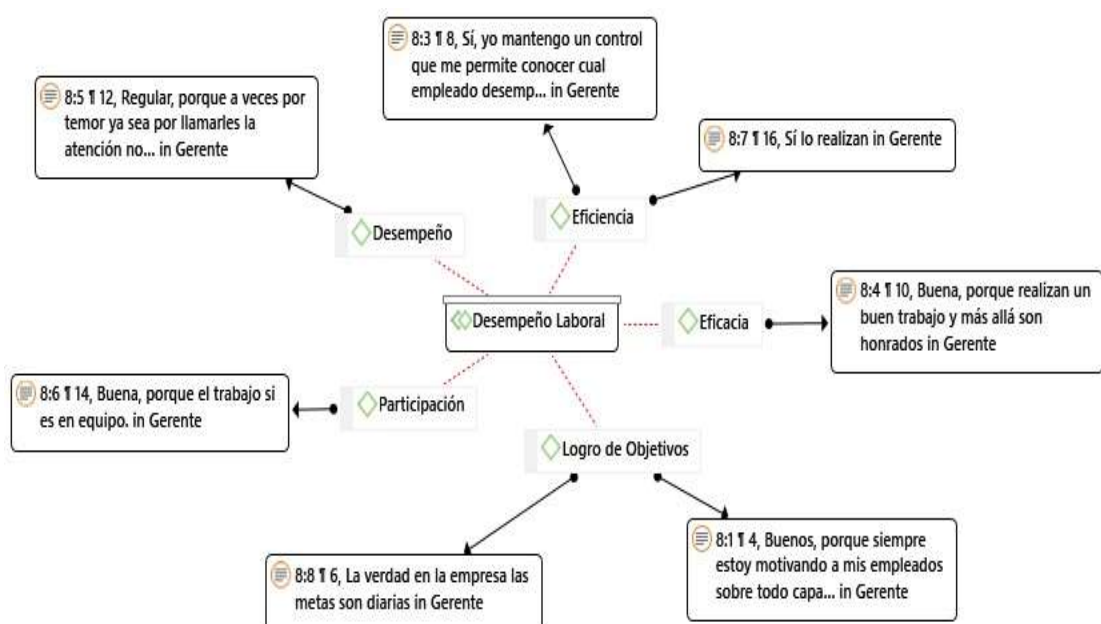 8:3 ¶ 8, Sí, yo mantengo un control
que me permite conocer cual
empleado desemp... in Gerente
8:5 ¶ 12, Regular, porque a veces por
temor ya sea por llamarles la
atención no... in Gerente
8:7 ¶ 16, Sí lo realizan in Gerente
Eficiencia
Desempeño
8:4 ¶ 10, Buena, porque realizan un
buen trabajo y más allá son
honrados in Gerente
Desempeño Laboral
Eficacia
8:6 ¶ 14, Buena, porque el trabajo si
es en equipo. in Gerente
Participación
Logro de Objetivos
8:1 ¶ 4, Buenos, porque siempre
estoy motivando a mis empleados
sobre todo capa... in Gerente
8:8 ¶ 6, La verdad en la empresa las
metas son diarias in Gerente